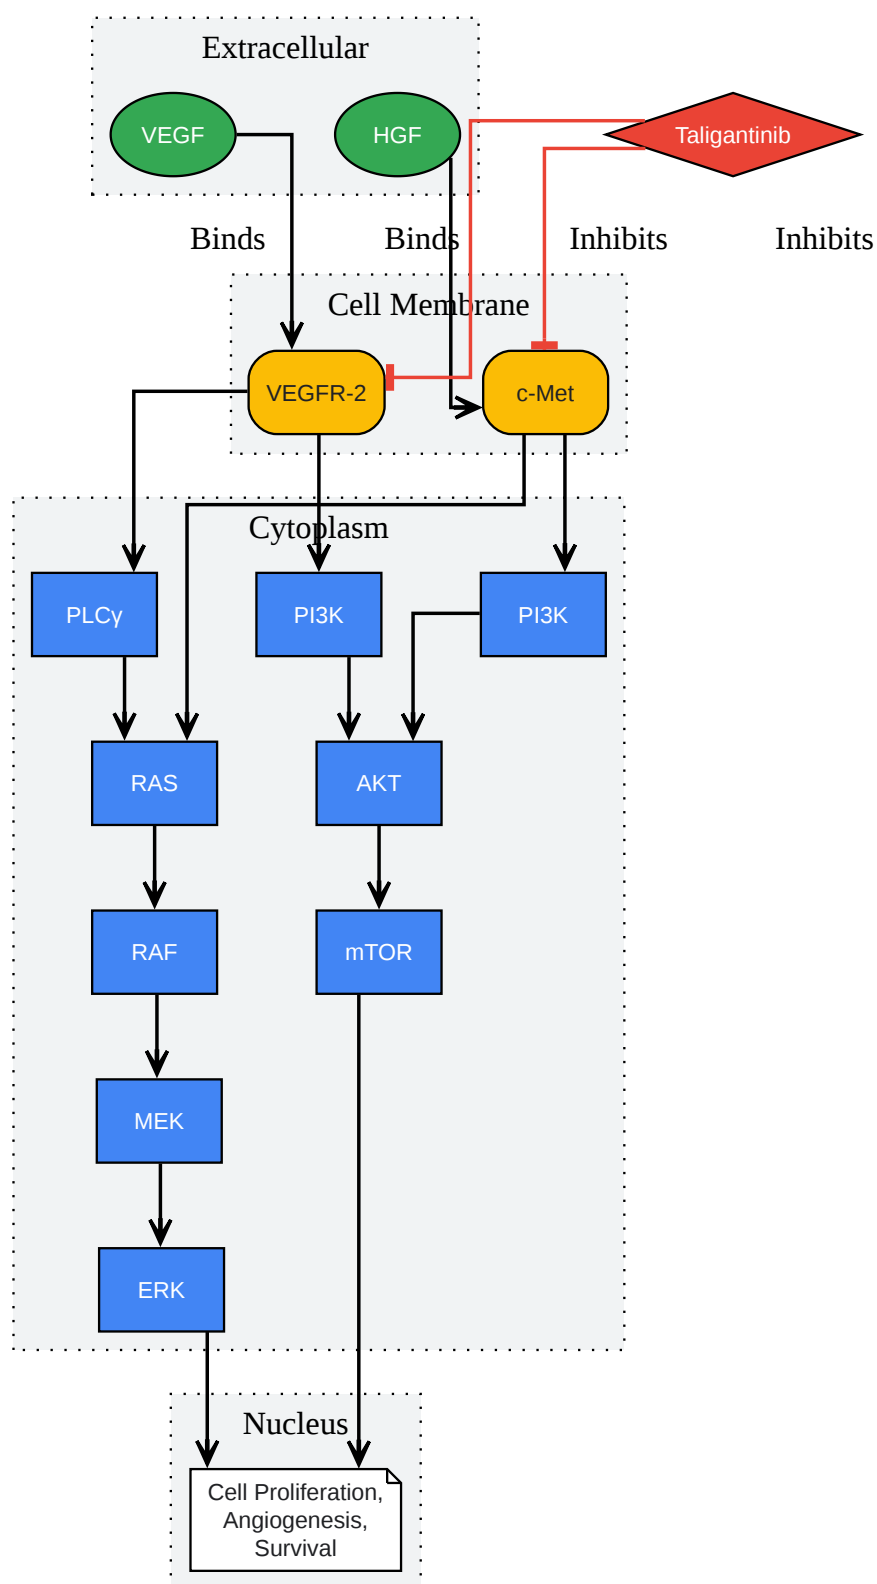 Extracellular
VEGF
HGF
Taligantinib
Binds
Binds
Inhibits
Inhibits
Cell Membrane
VEGFR-2
c-Met
Cytoplasm
PLCγ
PI3K
PI3K
RAS
AKT
RAF
mTOR
MEK
ERK
Nucleus
Cell Proliferation,
Angiogenesis,
Survival